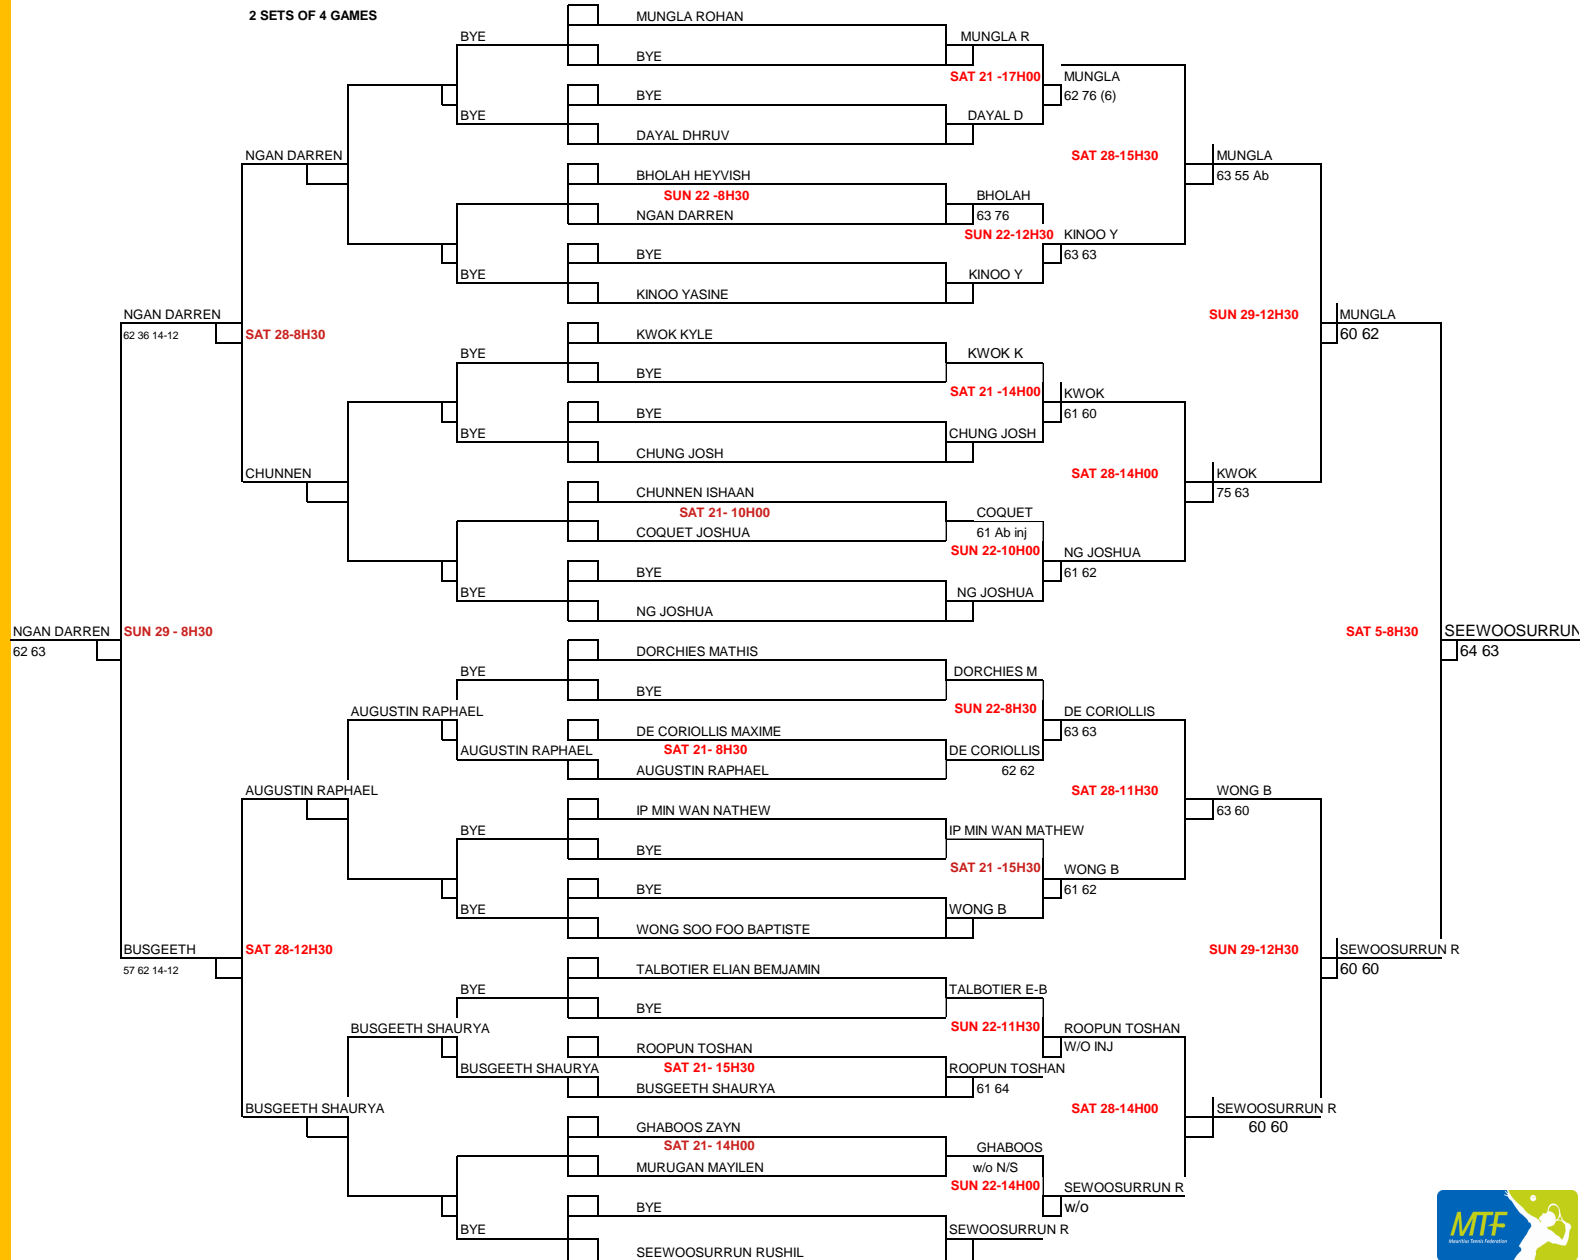 2 SETS OF 4 GAMES
MUNGLA ROHAN
BYE
MUNGLA R
BYE
SAT 21 -17H00
MUNGLA
BYE
62 76 (6)
BYE
DAYAL D
DAYAL DHRUV
NGAN DARREN
SAT 28-15H30
MUNGLA
BHOLAH HEYVISH
63 55 Ab
SUN 22 -8H30
BHOLAH
NGAN DARREN
63 76
SUN 22-12H30
KINOO Y
BYE
63 63
BYE
KINOO Y
KINOO YASINE
NGAN DARREN
SUN 29-12H30
MUNGLA
62 36 14-12
SAT 28-8H30
KWOK KYLE
60 62
BYE
KWOK K
BYE
SAT 21 -14H00
KWOK
BYE
61 60
BYE
CHUNG JOSH
CHUNG JOSH
CHUNNEN
SAT 28-14H00
KWOK
CHUNNEN ISHAAN
75 63
SAT 21- 10H00
COQUET
COQUET JOSHUA
61 Ab inj
SUN 22-10H00
NG JOSHUA
BYE
61 62
BYE
NG JOSHUA
NG JOSHUA
NGAN DARREN
SUN 29 - 8H30
SAT 5-8H30
SEEWOOSURRUN
62 63
DORCHIES MATHIS
64 63
BYE
DORCHIES M
BYE
AUGUSTIN RAPHAEL
SUN 22-8H30
DE CORIOLLIS
DE CORIOLLIS MAXIME
63 63
AUGUSTIN RAPHAEL
SAT 21- 8H30
DE CORIOLLIS
AUGUSTIN RAPHAEL
62 62
AUGUSTIN RAPHAEL
SAT 28-11H30
WONG B
IP MIN WAN NATHEW
63 60
BYE
IP MIN WAN MATHEW
BYE
SAT 21 -15H30
WONG B
BYE
61 62
BYE
WONG B
WONG SOO FOO BAPTISTE
BUSGEETH
SAT 28-12H30
SUN 29-12H30
SEWOOSURRUN R
57 62 14-12
TALBOTIER ELIAN BEMJAMIN
60 60
BYE
TALBOTIER E-B
BYE
BUSGEETH SHAURYA
SUN 22-11H30
ROOPUN TOSHAN
ROOPUN TOSHAN
W/O INJ
BUSGEETH SHAURYA
SAT 21- 15H30
ROOPUN TOSHAN
BUSGEETH SHAURYA
61 64
BUSGEETH SHAURYA
SAT 28-14H00
SEWOOSURRUN R
GHABOOS ZAYN
60 60
SAT 21- 14H00
GHABOOS
MURUGAN MAYILEN
w/o N/S
SUN 22-14H00
SEWOOSURRUN R
BYE
w/o
BYE
SEWOOSURRUN R
SEEWOOSURRUN RUSHIL
MTF
Mauritius Tennis Federation